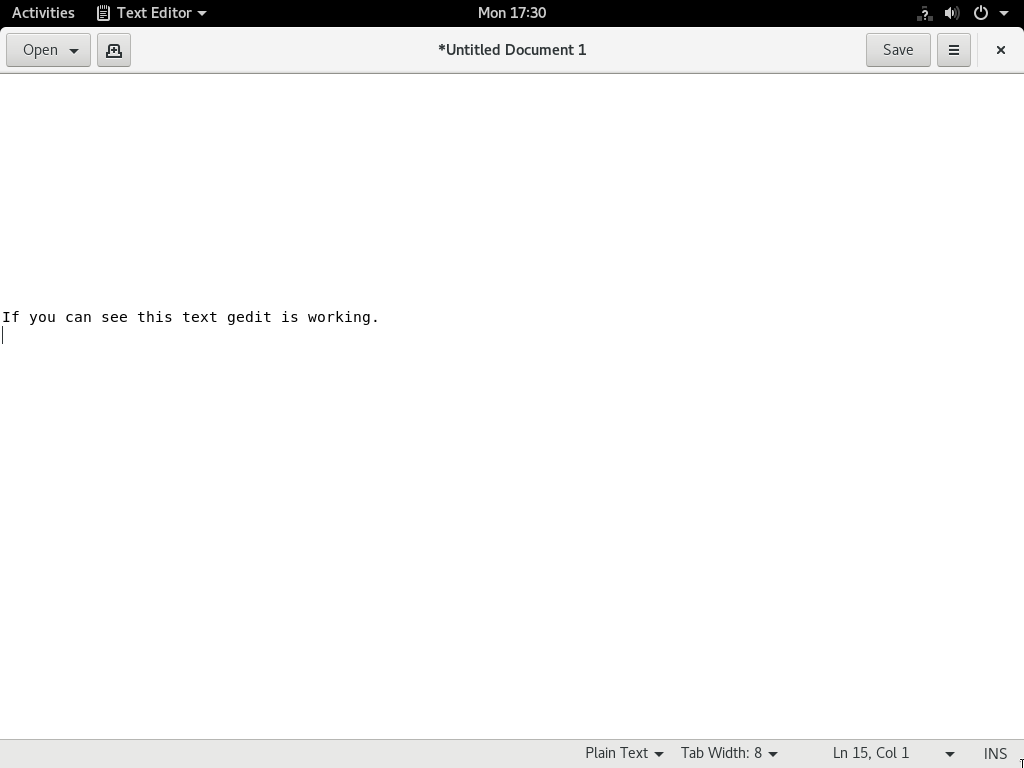 Activities Text Editor Mon 17:30
Open *Untitled Document 1 Save
If you can see this text gedit is working.
Plain Text Tab Width: 8 Ln 15, Col 1 INS